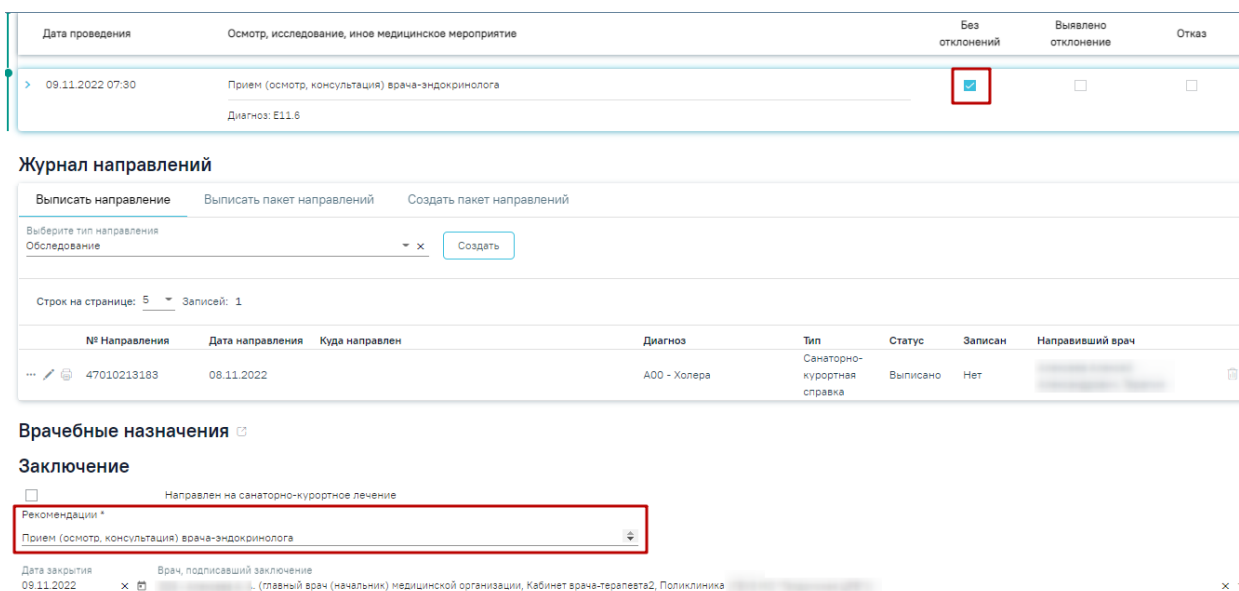 Дата проведения Осмотр, исследование, иное медицинское мероприятие Без отклонений Выявлено отклонение Отказ
09.11.2022 07:30 Прием (осмотр, консультация) врача-эндокринолога
Диагноз: E11.6
Журнал направлений
Выписать направление Выписать пакет направлений Создать пакет направлений
Выберите тип направления
Обследование Создать
Строк на странице: 5 Записей: 1
№ Направления Дата направления Куда направлен Диагноз Тип Статус Записан Направивший врач
47010213183 08.11.2022 A00 - Холера Санаторно-курортная справка Выписано Нет
Врачебные назначения
Заключение
Направлен на санаторно-курортное лечение
Рекомендации *
Прием (осмотр, консультация) врача-эндокринолога
Дата закрытия Врач, подписавший заключение
09.11.2022 (главный врач (начальник) медицинской организации, Кабинет врача-терапевта2, Поликлиника